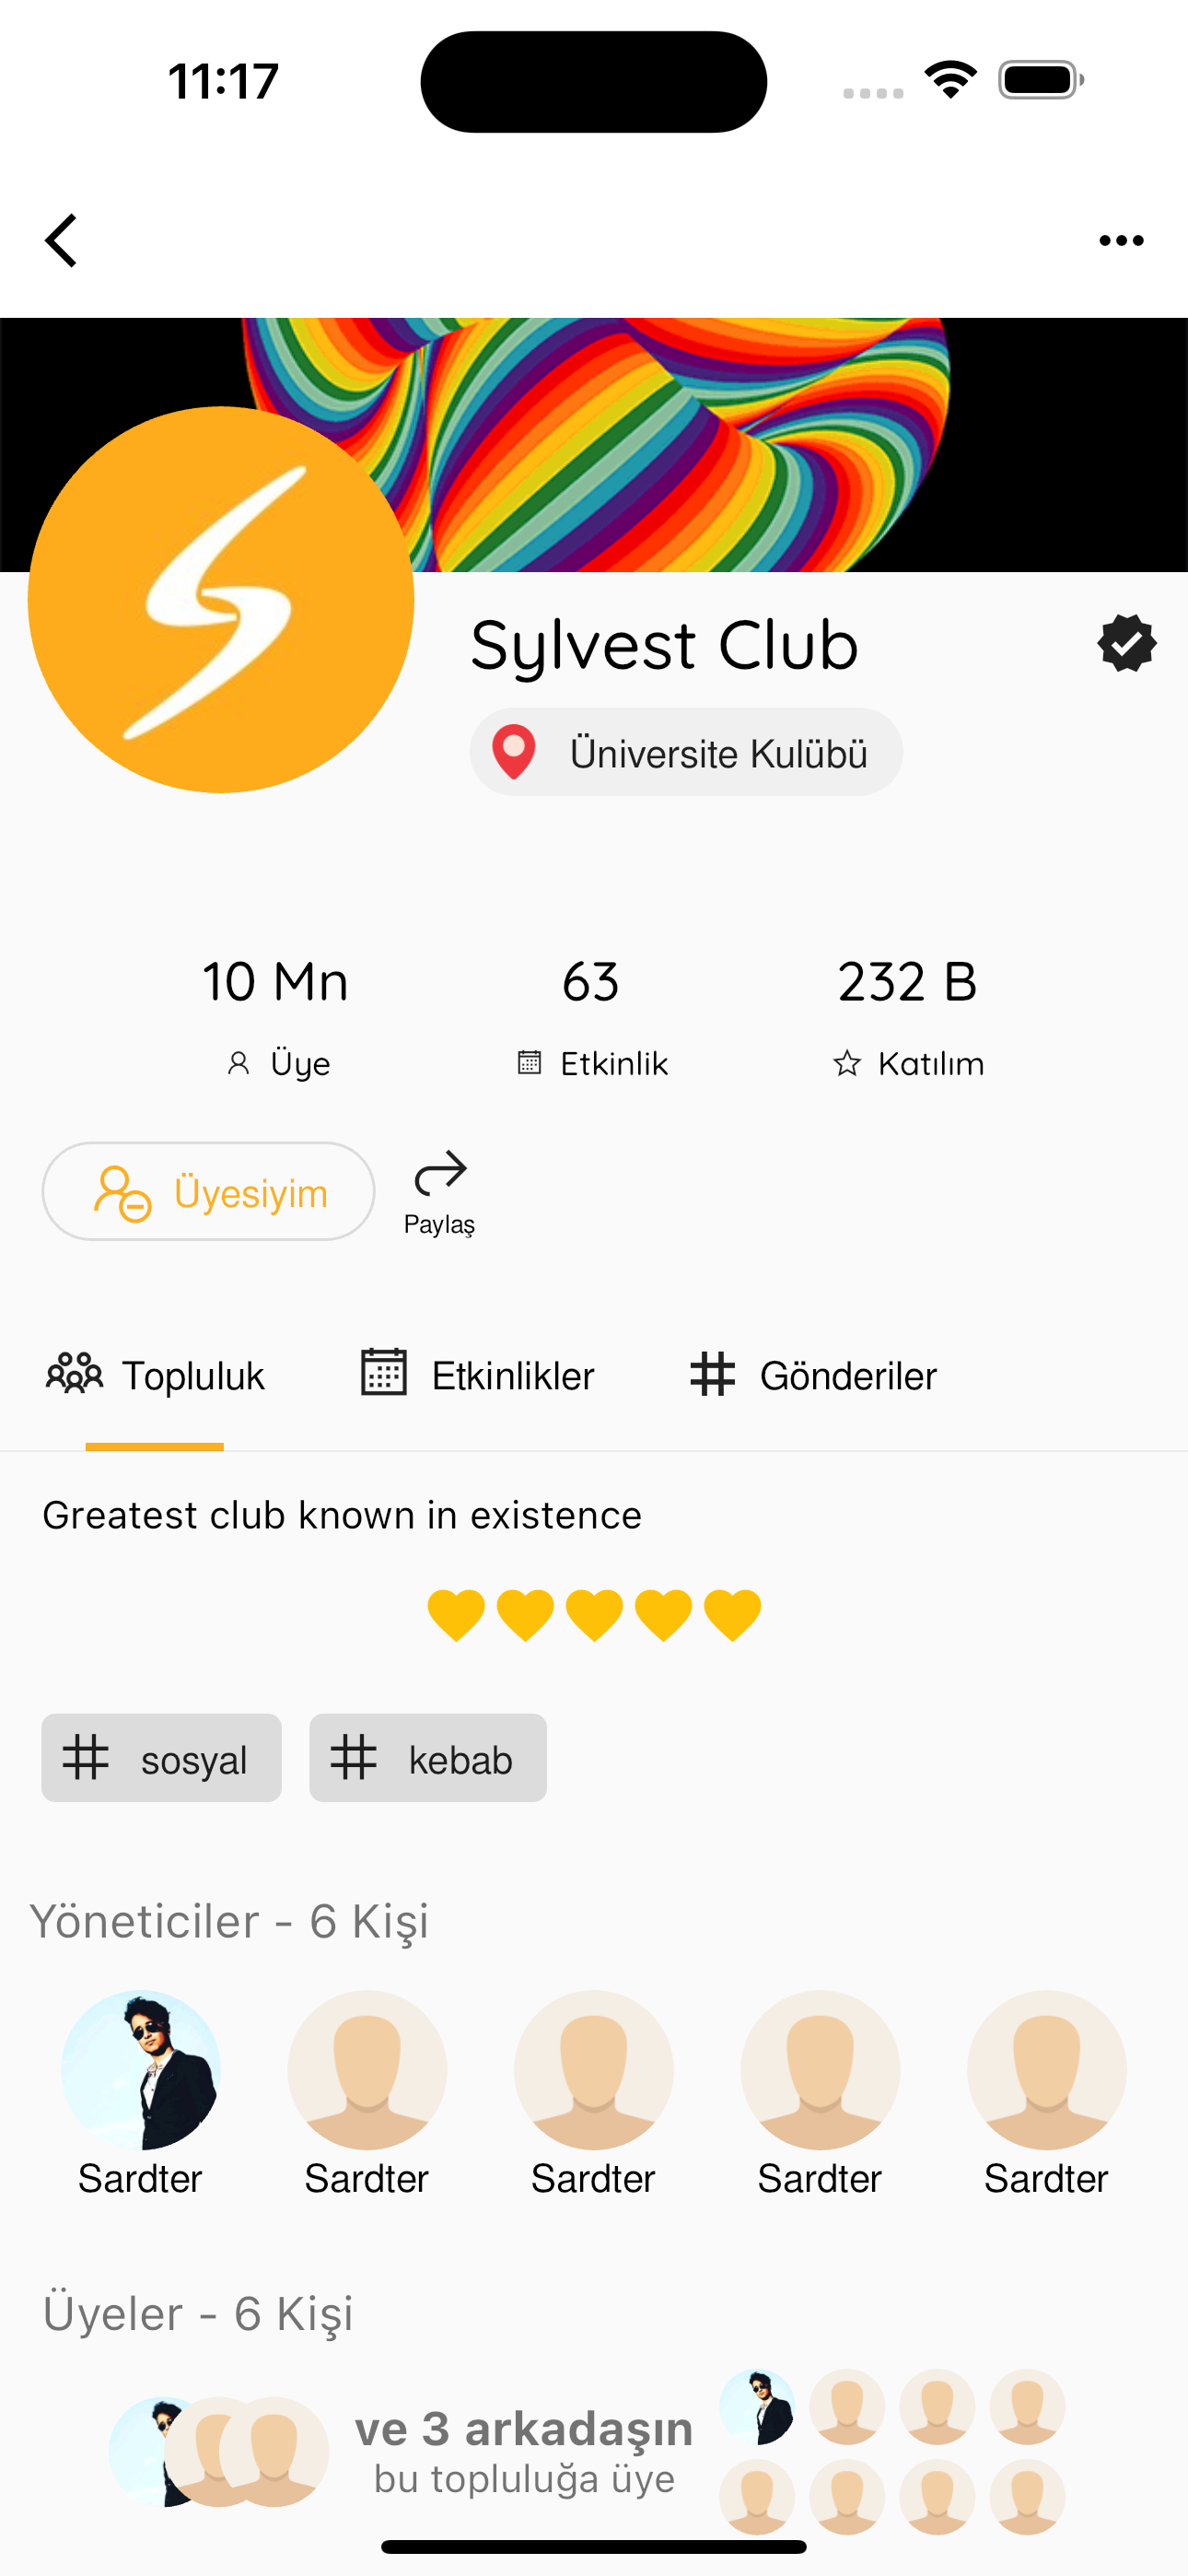 11:17
Sylvest Club
Üniversite Kulübü
10 Mn 63 232 B
Üye Etkinlik Katılım
Üyesiyim
Paylaş
Topluluk Etkinlikler Gönderiler
Greatest club known in existence
sosyal kebab
Yöneticiler - 6 Kişi
Sardter Sardter Sardter Sardter Sardter
Üyeler - 6 Kişi
ve 3 arkadaşın
bu topluluğa üye